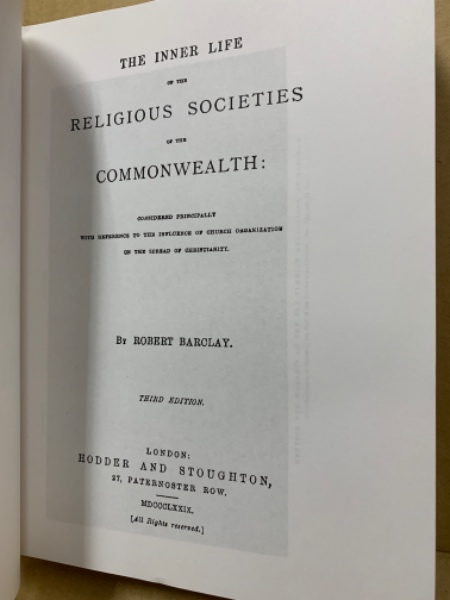 THE INNER LIFE
OF THE
RELIGIOUS SOCIETIES
OF THE
COMMONWEALTH:
CONSIDERED PRINCIPALLY
WITH REFERENCE TO THE INFLUENCE OF CHURCH ORGANIZATION
ON THE SPREAD OF CHRISTIANITY.
BY ROBERT BARCLAY.
THIRD EDITION.
LONDON:
HODDER AND STOUGHTON,
27, PATERNOSTER ROW.
MDCCCLXXIX.
[All Rights reserved.]